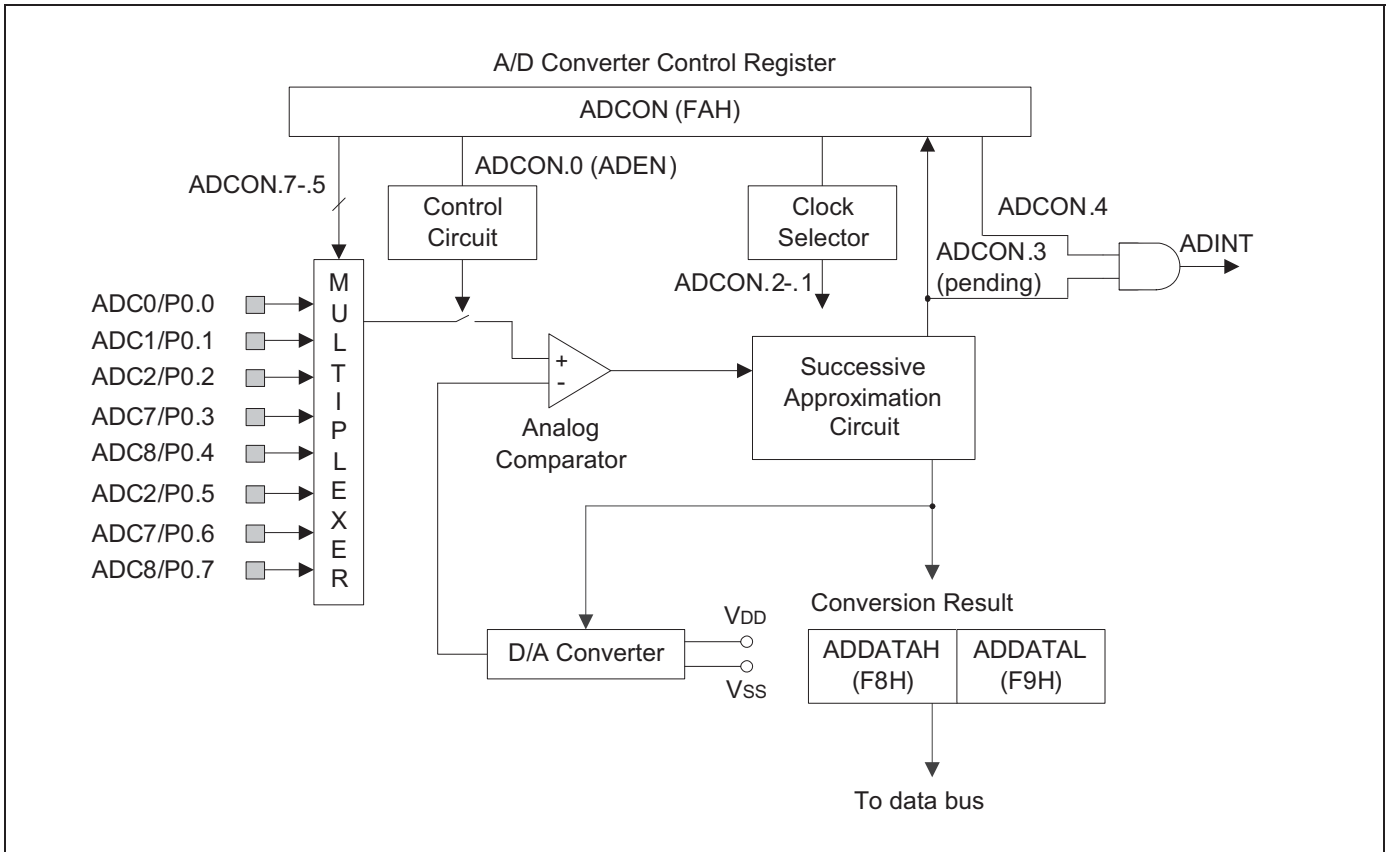 A/D Converter Control Register
ADCON (FAH)
ADCON.7-.5
ADCON.0 (ADEN)
Control
Circuit
Clock
Selector
ADCON.2-.1
ADCON.4
ADCON.3
(pending)
ADINT
ADC0/P0.0
ADC1/P0.1
ADC2/P0.2
ADC7/P0.3
ADC8/P0.4
ADC2/P0.5
ADC7/P0.6
ADC8/P0.7
M
U
L
T
I
P
L
E
X
E
R
+
-
Analog
Comparator
Successive
Approximation
Circuit
D/A Converter
VDD
VSS
Conversion Result
ADDATAH
(F8H)
ADDATAL
(F9H)
To data bus